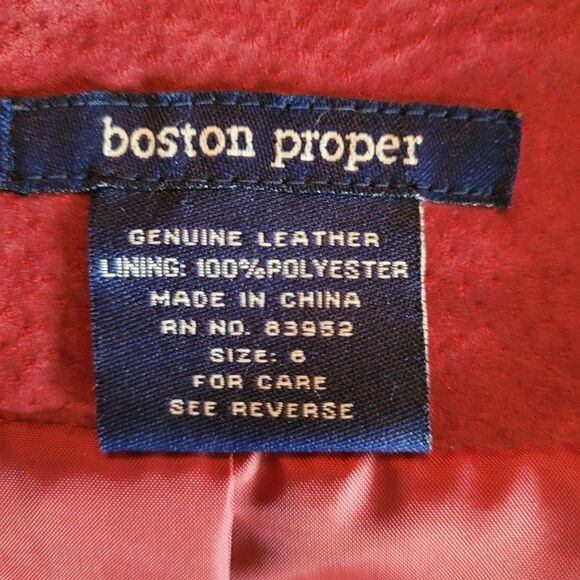 boston proper
GENUINE LEATHER
LINING: 100%POLYESTER
MADE IN CHINA
RN NO. 83952
SIZE: 6
FOR CARE
SEE REVERSE